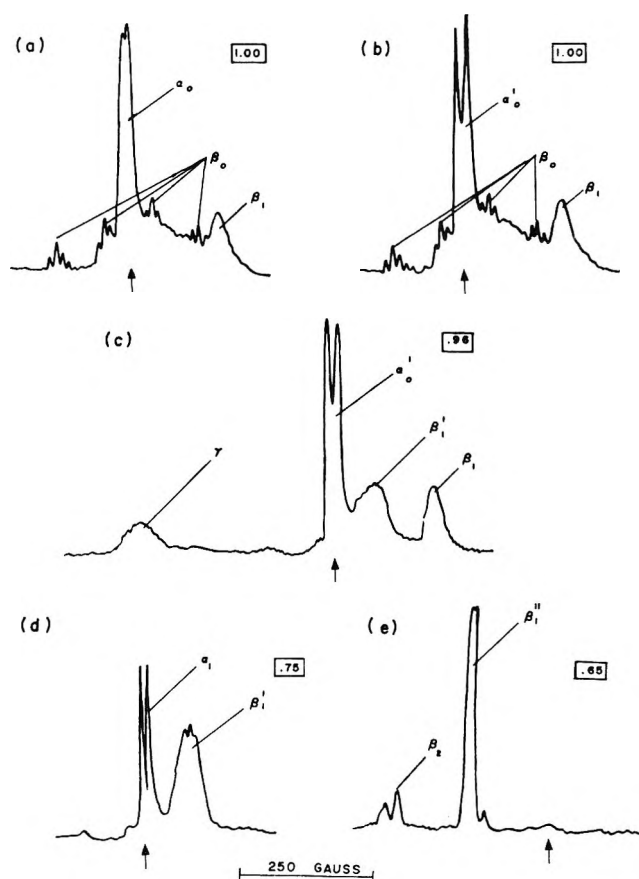 (a)
1.00
α₀
β₀
β₁
(b)
1.00
α₀'
β₀
β₁
(c)
.96
α₀'
β₁'
β₁
γ
(d)
.75
α₁
β₁'
(e)
.65
β₁"
β₂
250 GAUSS